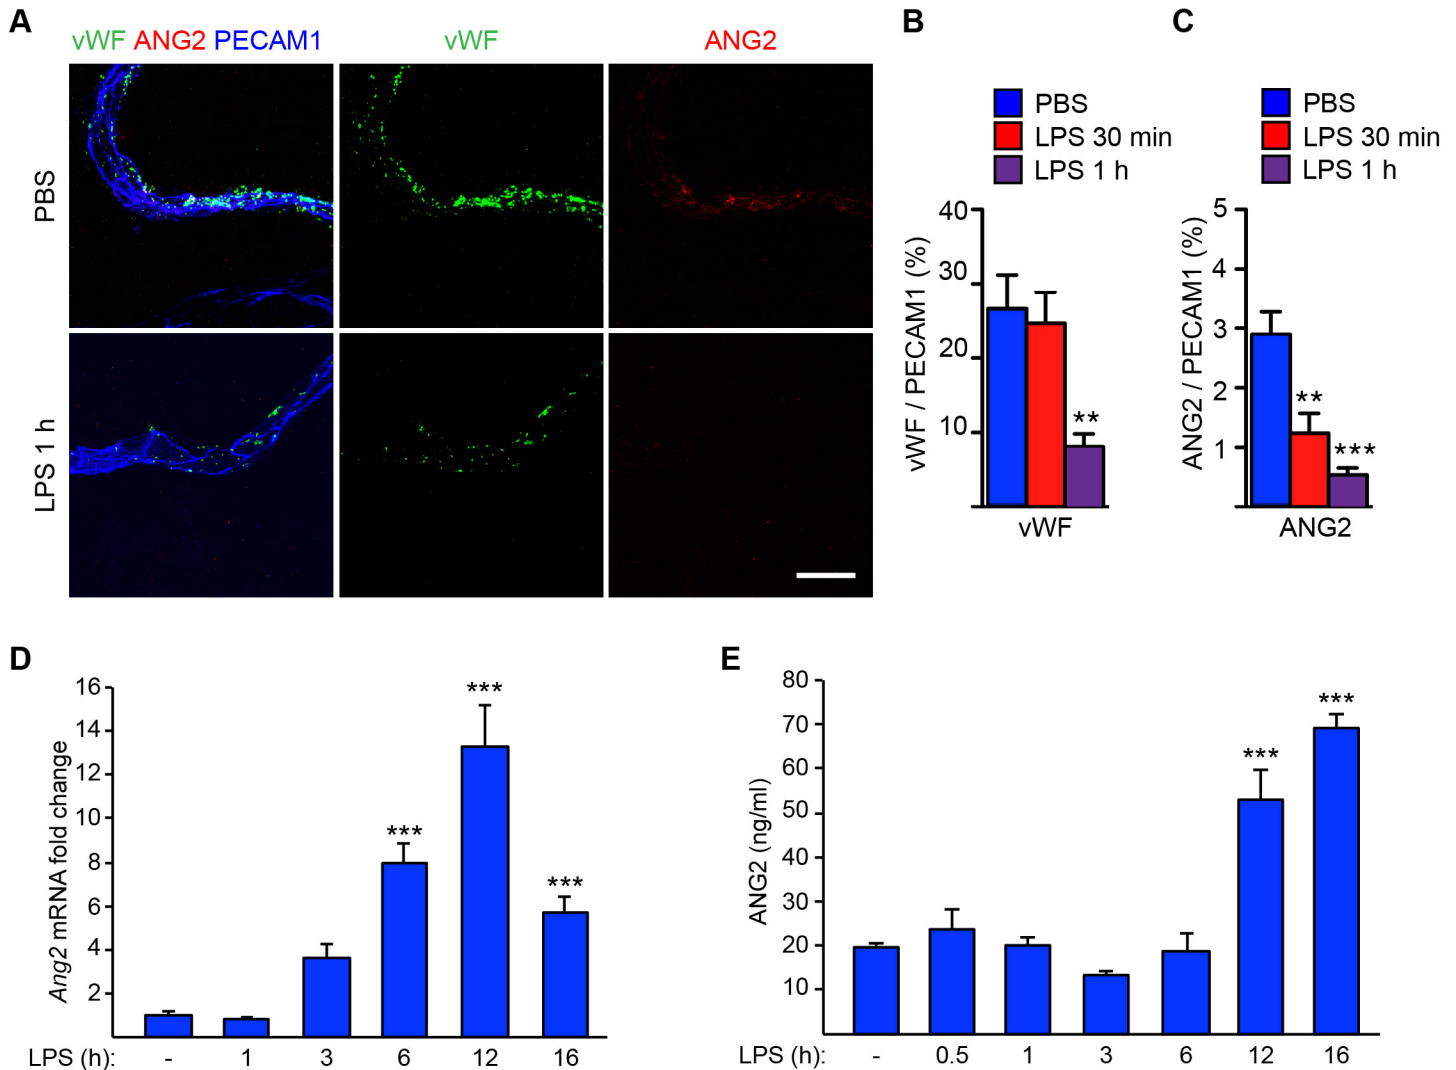 A
vWF ANG2 PECAM1
vWF
ANG2
PBS
LPS 1 h
B
PBS
LPS 30 min
LPS 1 h
40
30
20
10
vWF / PECAM1 (%)
**
vWF
C
PBS
LPS 30 min
LPS 1 h
5
4
3
2
1
ANG2 / PECAM1 (%)
**
***
ANG2
D
16
14
12
10
8
6
4
2
Ang2 mRNA fold change
***
***
***
LPS (h): - 1 3 6 12 16
E
80
70
60
50
40
30
20
10
ANG2 (ng/ml)
***
***
LPS (h): - 0.5 1 3 6 12 16